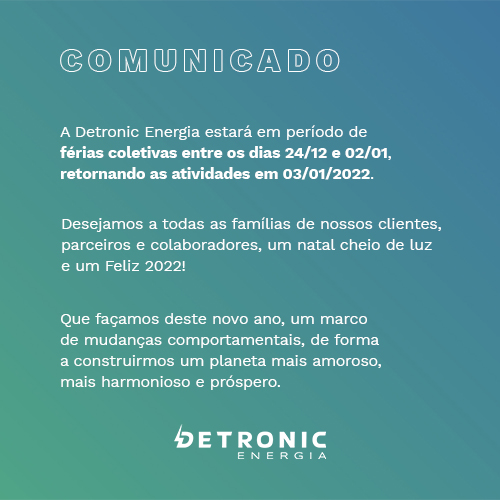 COMUNICADO
A Detronic Energia estará em período de
férias coletivas entre os dias 24/12 e 02/01,
retornando as atividades em 03/01/2022.
Desejamos a todas as famílias de nossos clientes,
parceiros e colaboradores, um natal cheio de luz
e um Feliz 2022!
Que façamos deste novo ano, um marco
de mudanças comportamentais, de forma
a construirmos um planeta mais amoroso,
mais harmonioso e próspero.
DETRONIC
ENERGIA